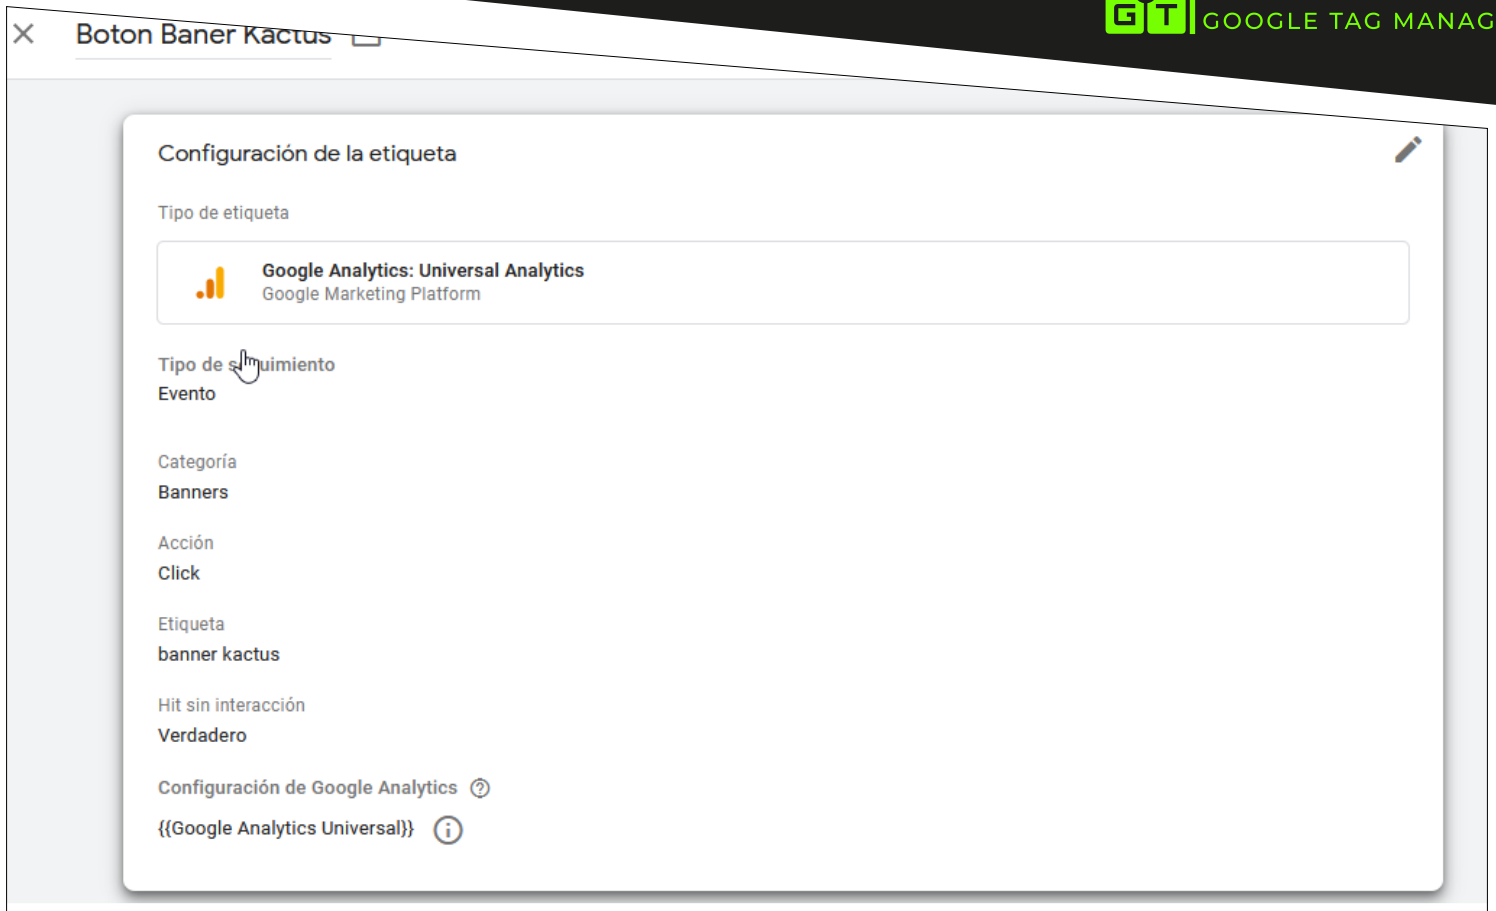 GT GOOGLE TAG MANAG
Boton Baner Kactus
Configuración de la etiqueta
Tipo de etiqueta
Google Analytics: Universal Analytics
Google Marketing Platform
Tipo de seguimiento
Evento
Categoría
Banners
Acción
Click
Etiqueta
banner kactus
Hit sin interacción
Verdadero
Configuración de Google Analytics
{{Google Analytics Universal}}